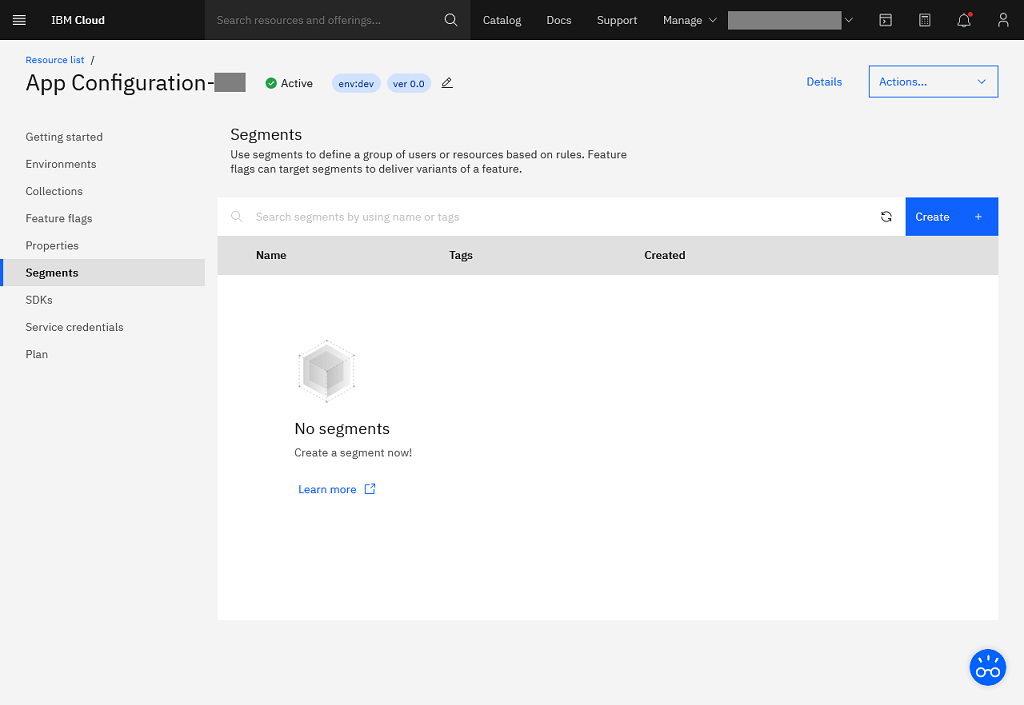 IBM Cloud
Search resources and offerings...
Catalog
Docs
Support
Manage
Resource list /
App Configuration-
Active
env:dev
ver 0.0
Details
Actions...
Getting started
Environments
Collections
Feature flags
Properties
Segments
SDKs
Service credentials
Plan
Segments
Use segments to define a group of users or resources based on rules. Feature
flags can target segments to deliver variants of a feature.
Search segments by using name or tags
Create +
Name Tags Created
No segments
Create a segment now!
Learn more